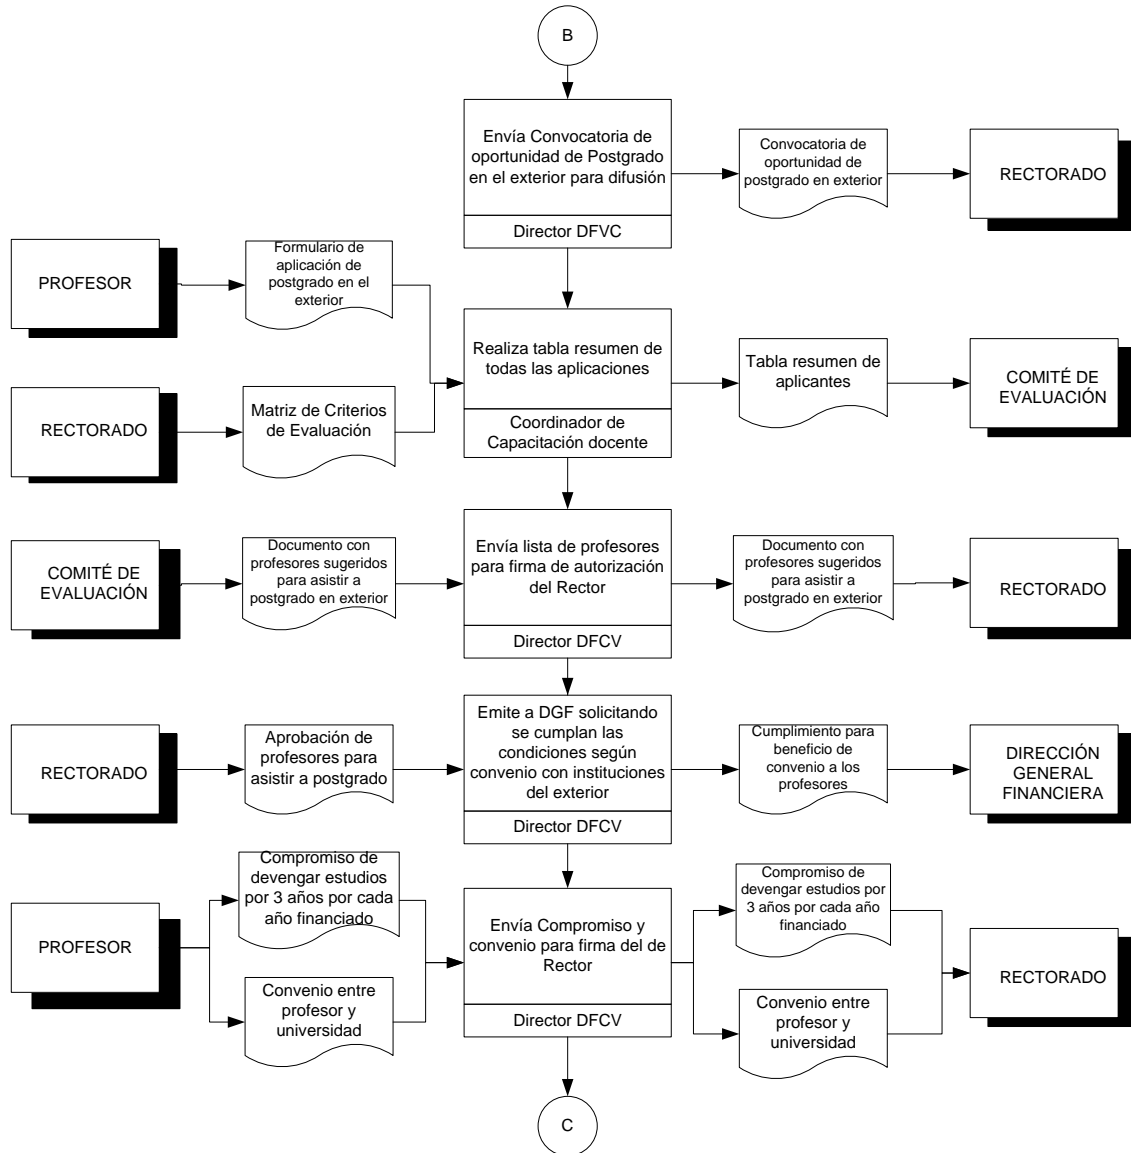 B
Envía Convocatoria de
oportunidad de Postgrado
en el exterior para difusión
Director DFVC
Convocatoria de
oportunidad de
postgrado en exterior
RECTORADO
PROFESOR
Formulario de
aplicación de
postgrado en el
exterior
RECTORADO
Matriz de Criterios
de Evaluación
Realiza tabla resumen de
todas las aplicaciones
Coordinador de
Capacitación docente
Tabla resumen de
aplicantes
COMITÉ DE
EVALUACIÓN
COMITÉ DE
EVALUACIÓN
Documento con
profesores sugeridos
para asistir a
postgrado en exterior
Envía lista de profesores
para firma de autorización
del Rector
Director DFCV
Documento con
profesores sugeridos
para asistir a
postgrado en exterior
RECTORADO
RECTORADO
Aprobación de
profesores para
asistir a postgrado
Emite a DGF solicitando
se cumplan las
condiciones según
convenio con instituciones
del exterior
Director DFCV
Cumplimiento para
beneficio de
convenio a los
profesores
DIRECCIÓN
GENERAL
FINANCIERA
PROFESOR
Compromiso de
devengar estudios
por 3 años por cada
año financiado
Convenio entre
profesor y
universidad
Envía Compromiso y
convenio para firma del de
Rector
Director DFCV
Compromiso de
devengar estudios por
3 años por cada año
financiado
Convenio entre
profesor y
universidad
RECTORADO
C